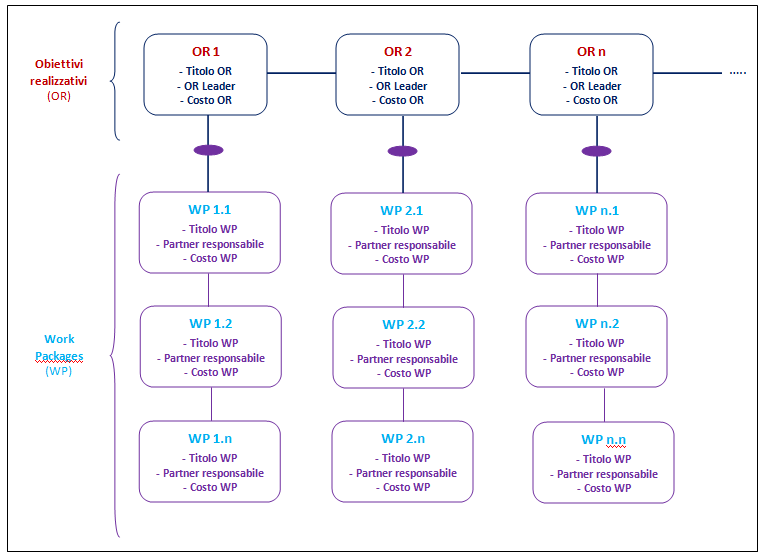 Obiettivi
realizzativi
(OR)
OR 1
- Titolo OR
- OR Leader
- Costo OR
OR 2
- Titolo OR
- OR Leader
- Costo OR
OR n
- Titolo OR
- OR Leader
- Costo OR
.....
Work
Packages
(WP)
WP 1.1
- Titolo WP
- Partner responsabile
- Costo WP
WP 2.1
- Titolo WP
- Partner responsabile
- Costo WP
WP n.1
- Titolo WP
- Partner responsabile
- Costo WP
WP 1.2
- Titolo WP
- Partner responsabile
- Costo WP
WP 2.2
- Titolo WP
- Partner responsabile
- Costo WP
WP n.2
- Titolo WP
- Partner responsabile
- Costo WP
WP 1.n
- Titolo WP
- Partner responsabile
- Costo WP
WP 2.n
- Titolo WP
- Partner responsabile
- Costo WP
WP n.n
- Titolo WP
- Partner responsabile
- Costo WP